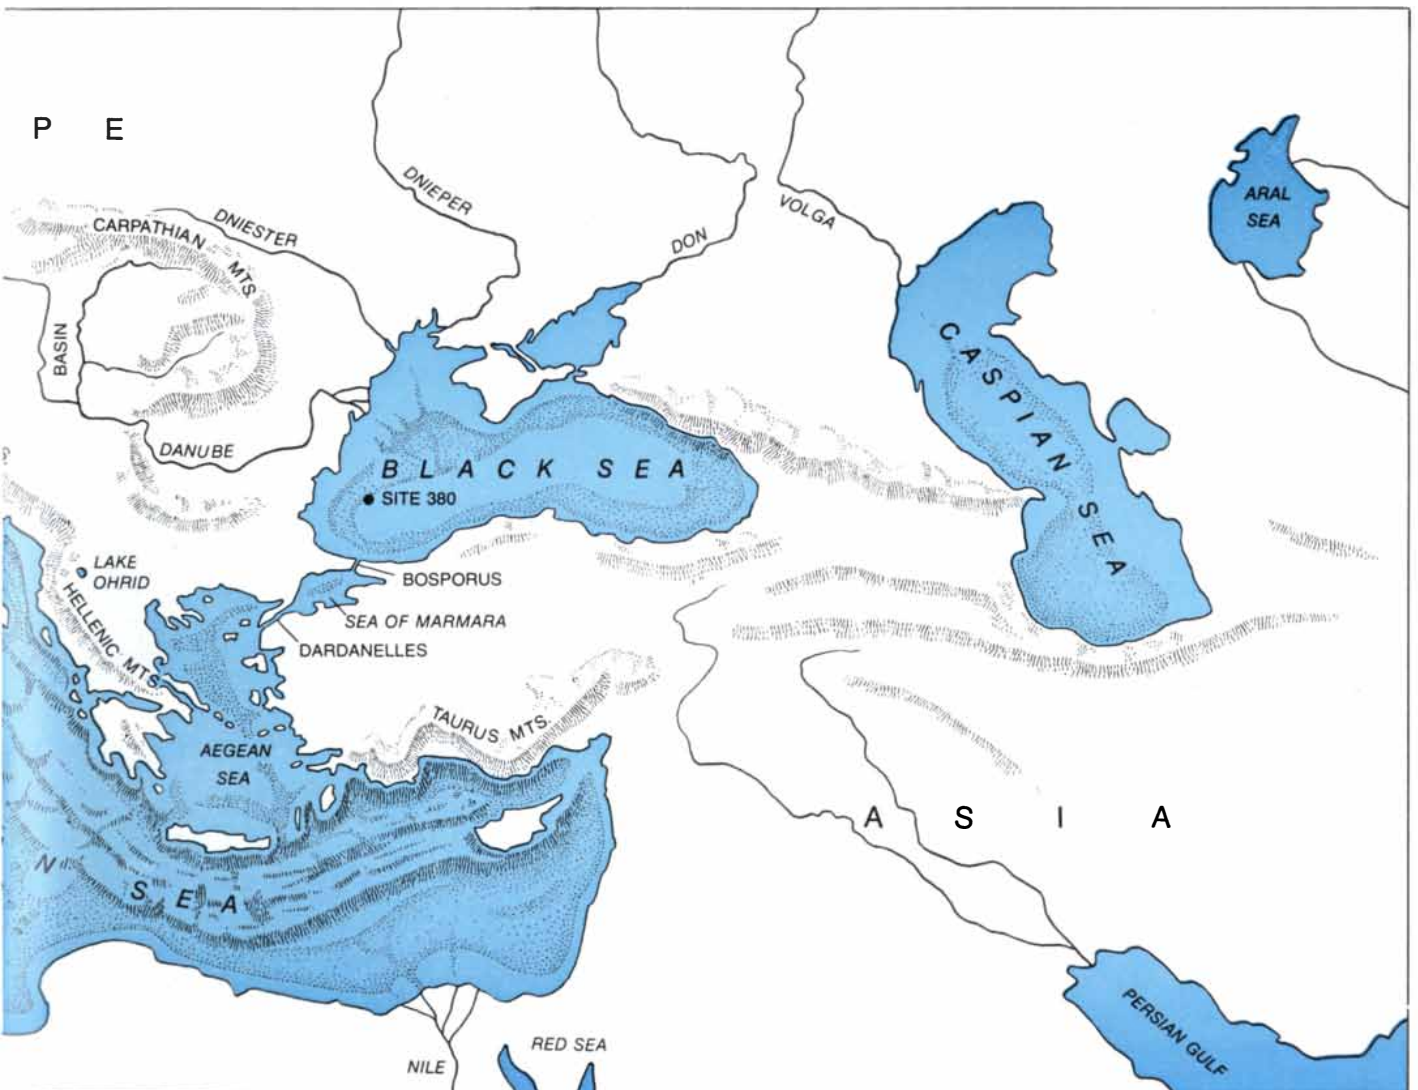 P E
DNIEPER
DNIESTER
CARPATHIAN
MTS.
VOLGA
DON
ARAL
SEA
BASIN
CASPIAN SEA
DANUBE
BLACK SEA
SITE 380
LAKE
OHRID
BOSPORUS
HELLENIC MTS.
SEA OF MARMARA
DARDANELLES
TAURUS MTS.
AEGEAN
SEA
A S I A
N SEA
PERSIAN GULF
RED SEA
NILE